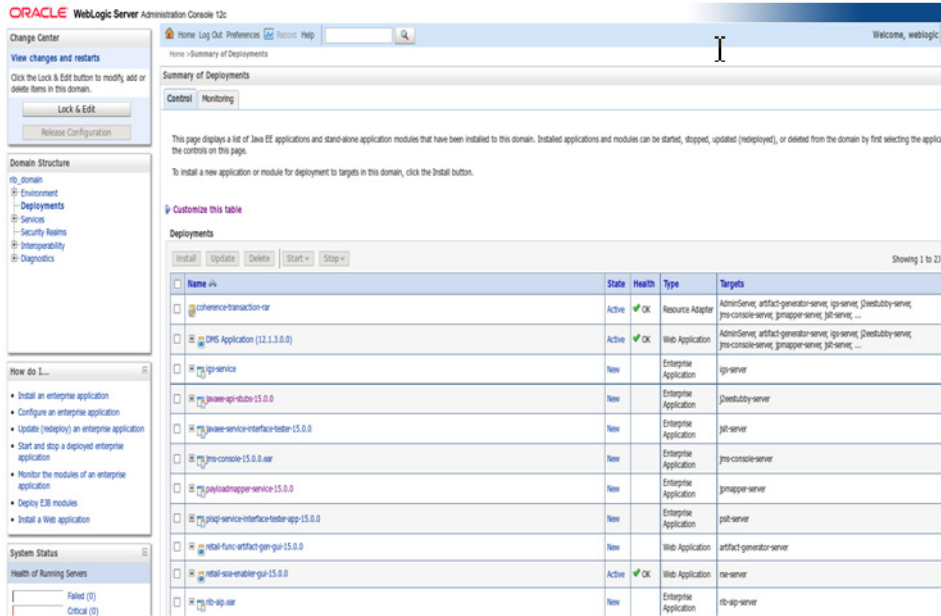 ORACLE WebLogic Server Administration Console 12c
Change Center
View changes and restarts
Click the Lock & Edit button to modify, add or
delete items in this domain.
Lock & Edit
Release Configuration
Domain Structure
rib_domain
Environment
Deployments
Services
Security Realms
Interoperability
Diagnostics
How do I...
Install an enterprise application
Configure an enterprise application
Update (redeploy) an enterprise application
Start and stop a deployed enterprise
application
Monitor the modules of an enterprise
application
Deploy EJB modules
Install a Web application
System Status
Health of Running Servers
Failed (0)
Critical (0)
Home Log Out Preferences Record Help
Welcome, weblogic
Home >Summary of Deployments
Summary of Deployments
Control Monitoring
This page displays a list of Java EE applications and stand-alone application modules that have been installed to this domain. Installed applications and modules can be started, stopped, updated (redeployed), or deleted from the domain by first selecting the applic
the controls on this page.
To install a new application or module for deployment to targets in this domain, click the Install button.
Customize this table
Deployments
Install Update Delete Start Stop
Showing 1 to 23
Name State Health Type Targets
coherence-transaction-rar Active OK Resource Adapter AdminServer, artifact-generator-server, igs-server, j2eestubby-server,
jms-console-server, jpmapper-server, jsit-server, ...
DMS Application (12.1.3.0.0) Active OK Web Application AdminServer, artifact-generator-server, igs-server, j2eestubby-server,
jms-console-server, jpmapper-server, jsit-server, ...
igs-service New Enterprise Application igs-server
javaee-api-stubs-15.0.0 New Enterprise Application j2eestubby-server
javaee-service-interface-tester-15.0.0 New Enterprise Application jsit-server
jms-console-15.0.0.ear New Enterprise Application jms-console-server
payloadmapper-service-15.0.0 New Enterprise Application jpmapper-server
plsql-service-interface-tester-app-15.0.0 New Enterprise Application psit-server
retail-func-artifact-gen-gui-15.0.0 New Web Application artifact-generator-server
retail-soa-enabler-gui-15.0.0 Active OK Web Application rse-server
rib-aip.ear New Enterprise Application rib-aip-server